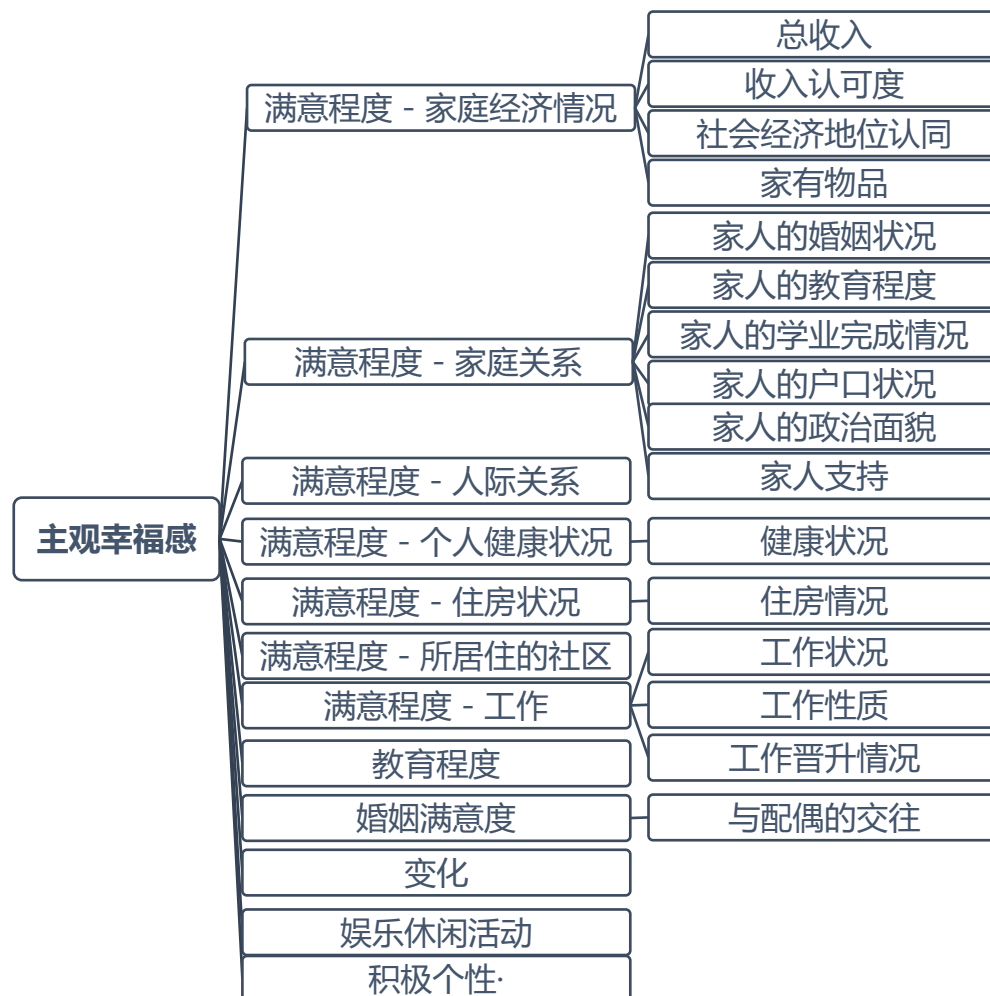 主观幸福感
满意程度 - 家庭经济情况
总收入
收入认可度
社会经济地位认同
家有物品
满意程度 - 家庭关系
家人的婚姻状况
家人的教育程度
家人的学业完成情况
家人的户口状况
家人的政治面貌
家人支持
满意程度 - 人际关系
满意程度 - 个人健康状况
健康状况
满意程度 - 住房状况
住房情况
满意程度 - 所居住的社区
满意程度 - 工作
工作状况
工作性质
工作晋升情况
教育程度
婚姻满意度
与配偶的交往
变化
娱乐休闲活动
积极个性·